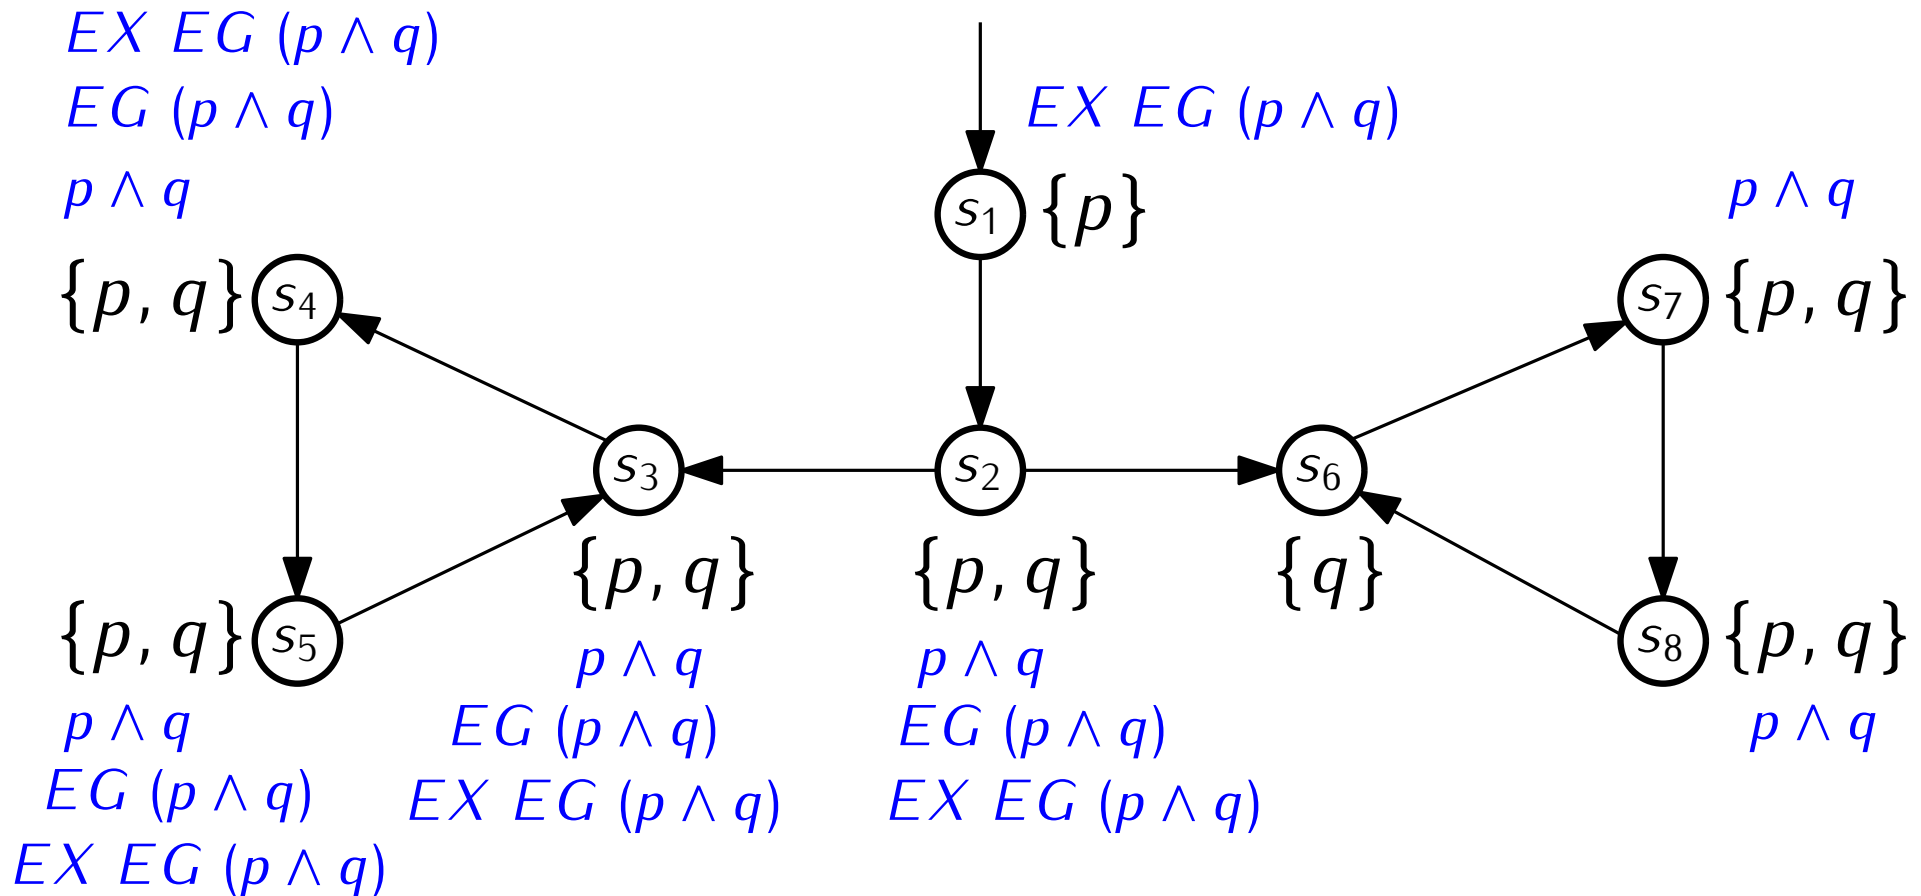 EX EG (p ∧ q)
EG (p ∧ q)
p ∧ q
{p, q} s4
EX EG (p ∧ q)
s1 {p}
p ∧ q
s7 {p, q}
s3
{p, q}
s2
{p, q}
s6
{q}
{p, q} s5
p ∧ q
EG (p ∧ q)
EX EG (p ∧ q)
p ∧ q
EG (p ∧ q)
EX EG (p ∧ q)
p ∧ q
EG (p ∧ q)
EX EG (p ∧ q)
s8 {p, q}
p ∧ q